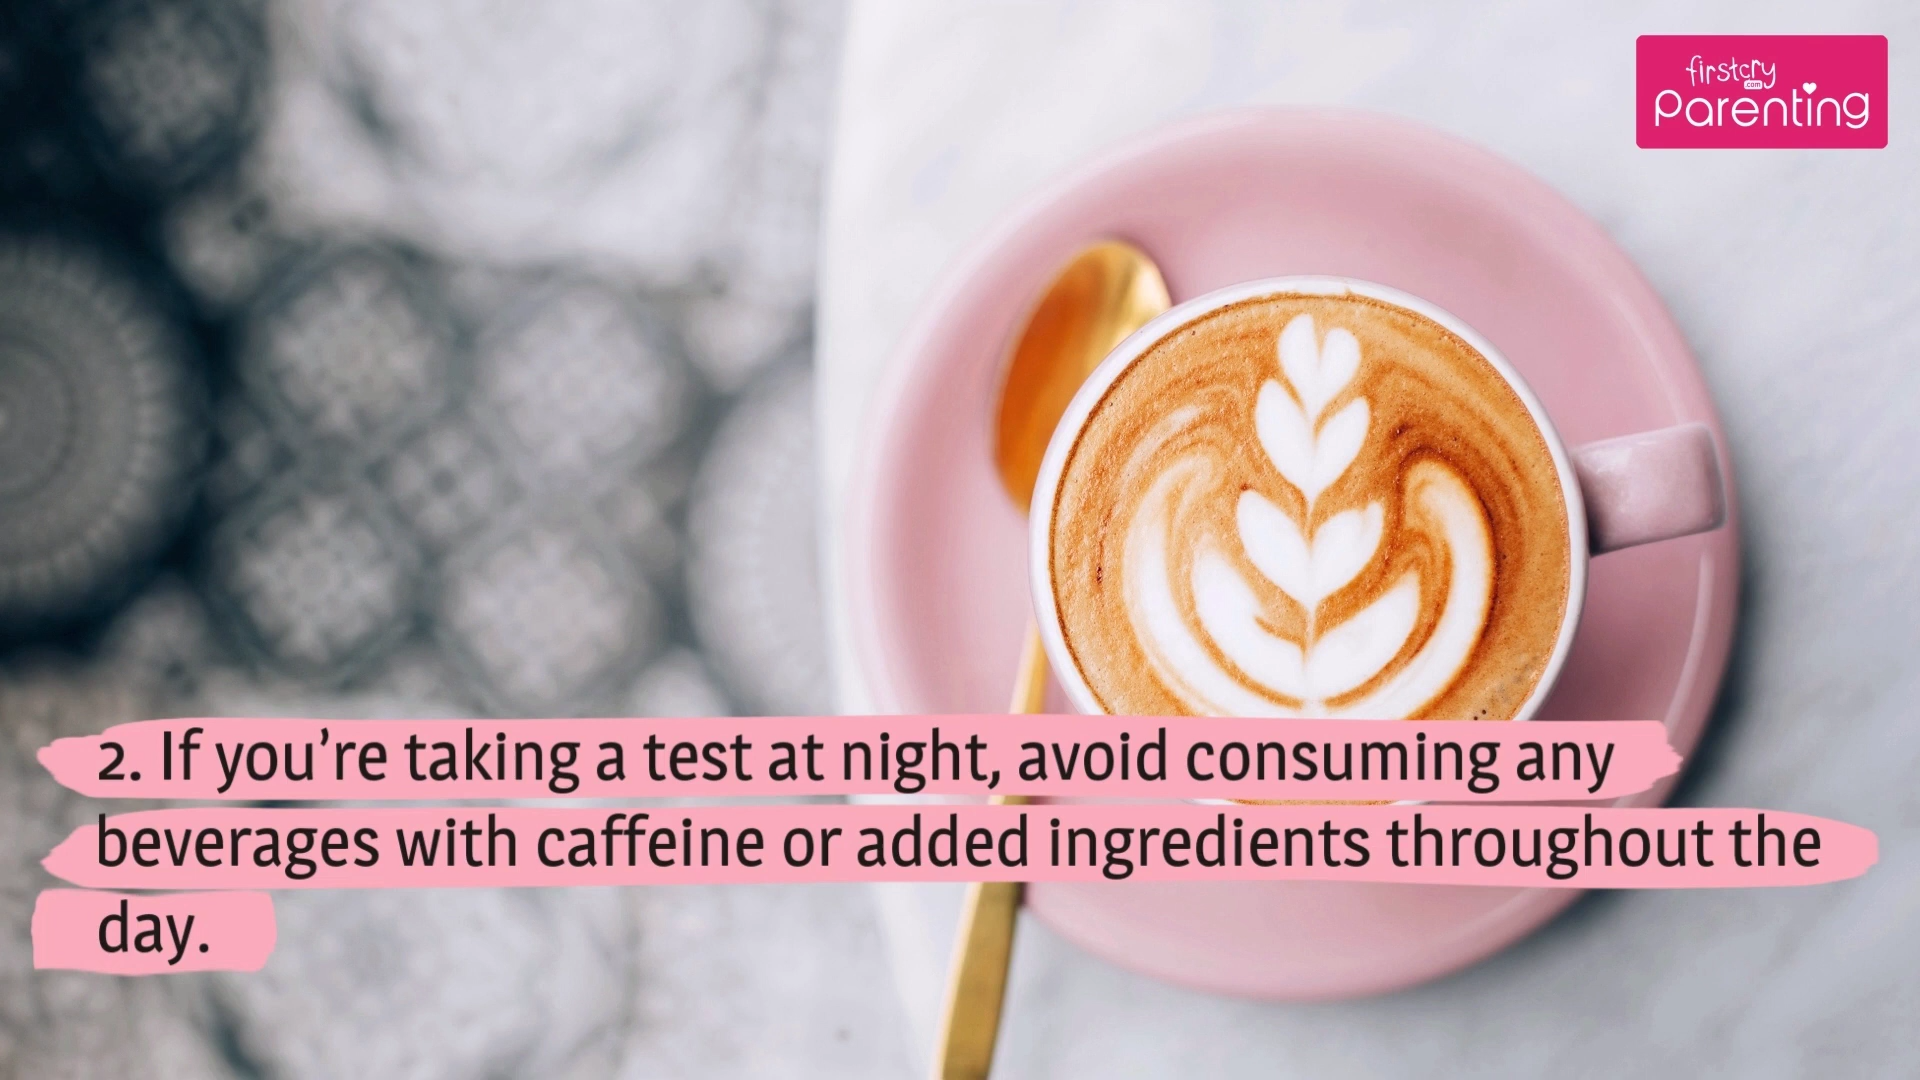 firstcry
.com
Parenting
2. If you’re taking a test at night, avoid consuming any
beverages with caffeine or added ingredients throughout the
day.